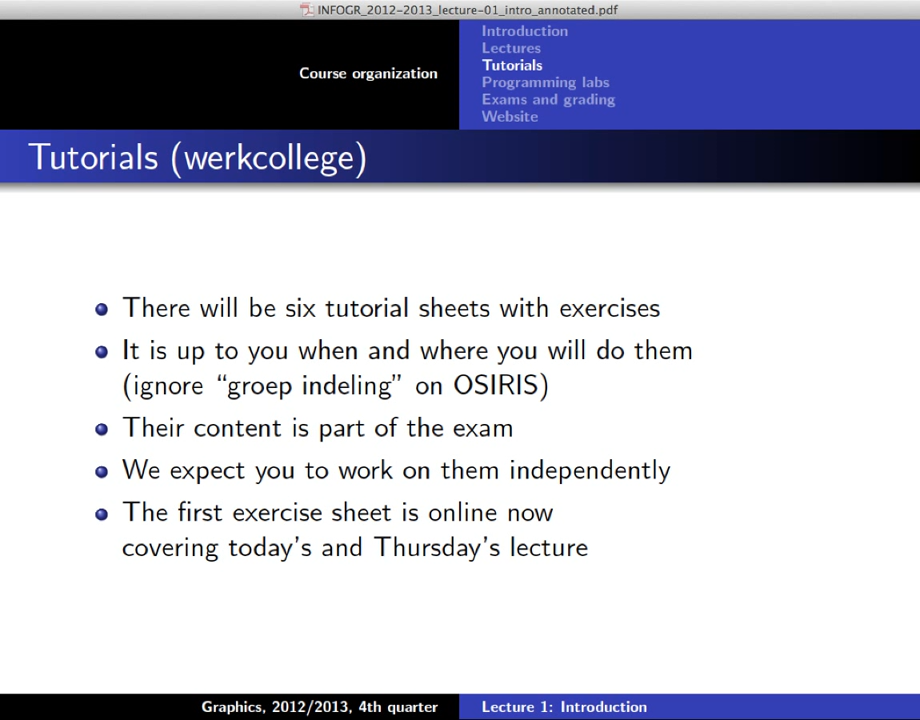 INFOGR_2012-2013_lecture-01_intro_annotated.pdf
Course organization
Introduction
Lectures
Tutorials
Programming labs
Exams and grading
Website
Tutorials (werkcollege)
There will be six tutorial sheets with exercises
It is up to you when and where you will do them
(ignore “groep indeling” on OSIRIS)
Their content is part of the exam
We expect you to work on them independently
The first exercise sheet is online now
covering today’s and Thursday’s lecture
Graphics, 2012/2013, 4th quarter
Lecture 1: Introduction